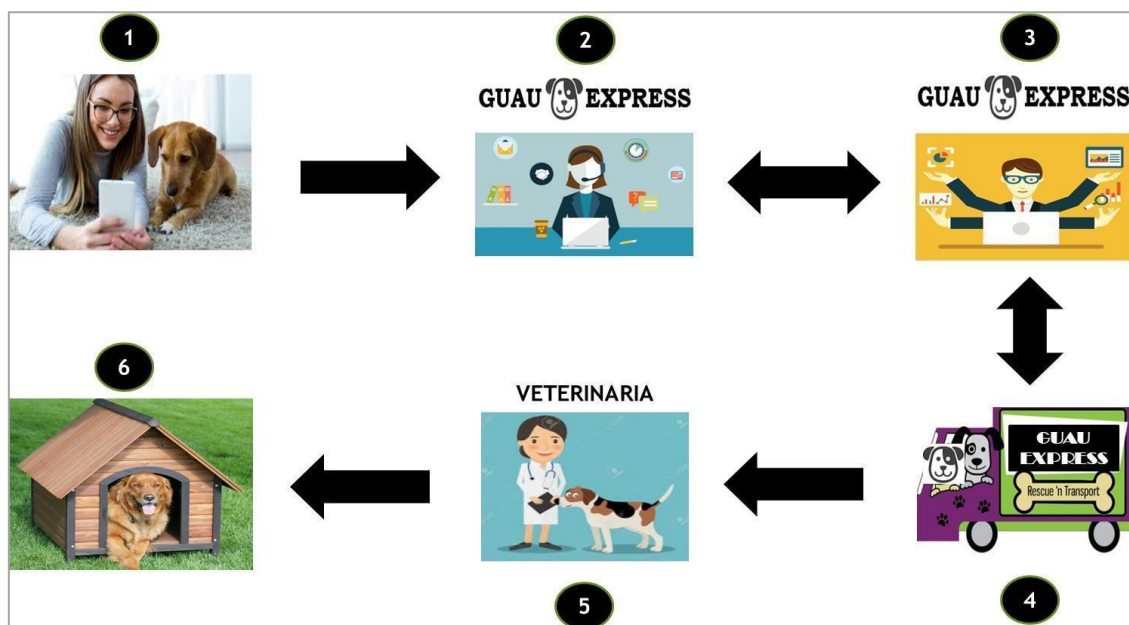 1
2
3
GUAU EXPRESS
GUAU EXPRESS
6
VETERINARIA
GUAU
EXPRESS
Rescue 'n Transport
5
4